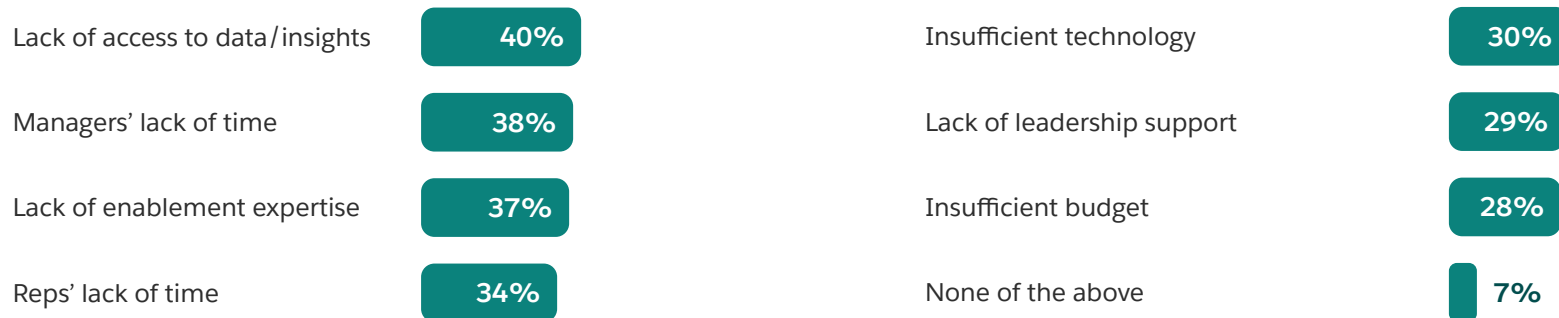 Lack of access to data/insights 40%
Managers’ lack of time 38%
Lack of enablement expertise 37%
Reps’ lack of time 34%
Insufficient technology 30%
Lack of leadership support 29%
Insufficient budget 28%
None of the above 7%